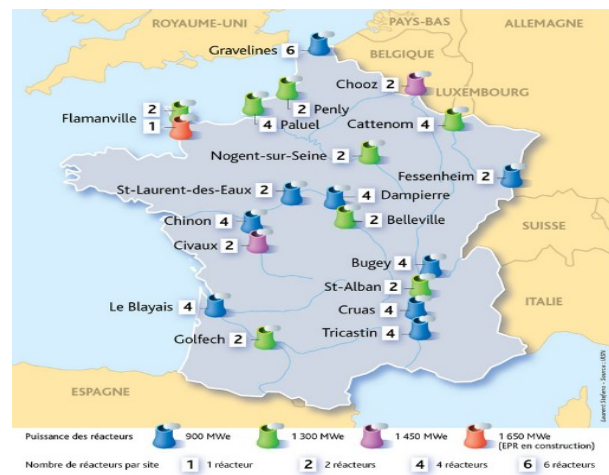 ROYAUME-UNI
PAYS-BAS
ALLEMAGNE
Gravelines 6
BELGIQUE
Chooz 2
LUXEMBOURG
Flamanville 2
1
2 Penly
4 Paluel
Cattenom 4
Nogent-sur-Seine 2
Fessenheim 2
St-Laurent-des-Eaux 2
4 Dampierre
Chinon 4
2 Belleville
SUISSE
Civaux 2
Bugey 4
St-Alban 2
ITALIE
Le Blayais 4
Cruas 4
Tricastin 4
Golfech 2
ESPAGNE
Puissance des réacteurs 900 MWe 1 300 MWe 1 450 MWe 1 650 MWe
(EPR en construction)
Nombre de réacteurs par site 1 1 réacteur 2 2 réacteurs 4 4 réacteurs 6 6 réacteurs